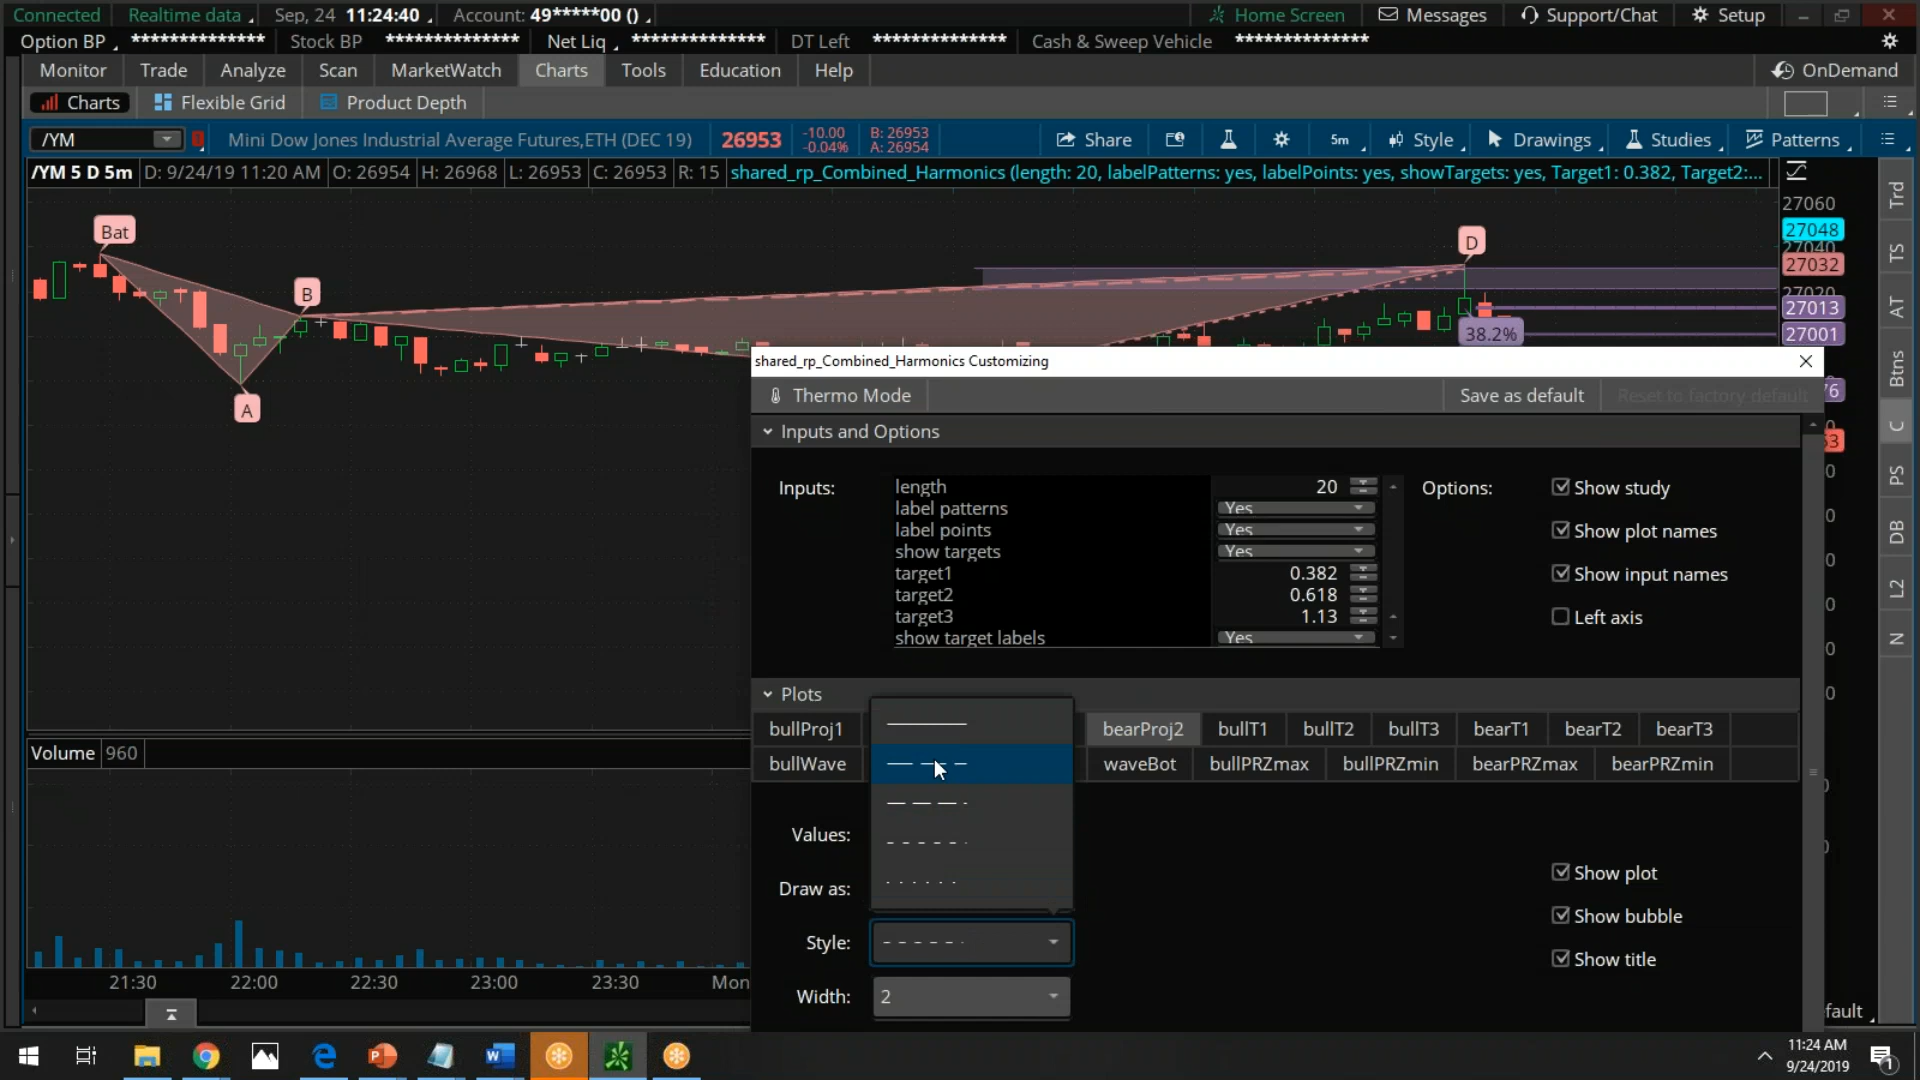 Connected Realtime data Sep, 24 11:24:40 Account: 49*****00 () Home Screen Messages Support/Chat Setup
Option BP ************** Stock BP ************** Net Liq ************** DT Left ************** Cash & Sweep Vehicle **************
Monitor Trade Analyze Scan MarketWatch Charts Tools Education Help OnDemand
Charts Flexible Grid Product Depth
/YM Mini Dow Jones Industrial Average Futures,ETH (DEC 19) 26953 -10.00 -0.04% B: 26953 A: 26954 Share 5m Style Drawings Studies Patterns
/YM 5 D 5m D: 9/24/19 11:20 AM O: 26954 H: 26968 L: 26953 C: 26953 R: 15 shared_rp_Combined_Harmonics (length: 20, labelPatterns: yes, labelPoints: yes, showTargets: yes, Target1: 0.382, Target2:...
27060
27048
27040
27032
27020
27013
27001
Bat
A
B
D
38.2%
Trd
TS
AT
Btns
C
PS
DB
L2
N
shared_rp_Combined_Harmonics Customizing
Thermo Mode Save as default Reset to factory default
Inputs and Options
Inputs:
length 20
label patterns Yes
label points Yes
show targets Yes
target1 0.382
target2 0.618
target3 1.13
show target labels Yes
Options:
Show study
Show plot names
Show input names
Left axis
Plots
bullProj1 bearProj2 bullT1 bullT2 bullT3 bearT1 bearT2 bearT3
bullWave waveBot bullPRZmax bullPRZmin bearPRZmax bearPRZmin
Values:
Draw as:
Style:
Width: 2
Show plot
Show bubble
Show title
Volume 960
21:30 22:00 22:30 23:00 23:30 Mon
fault
11:24 AM
9/24/2019
1